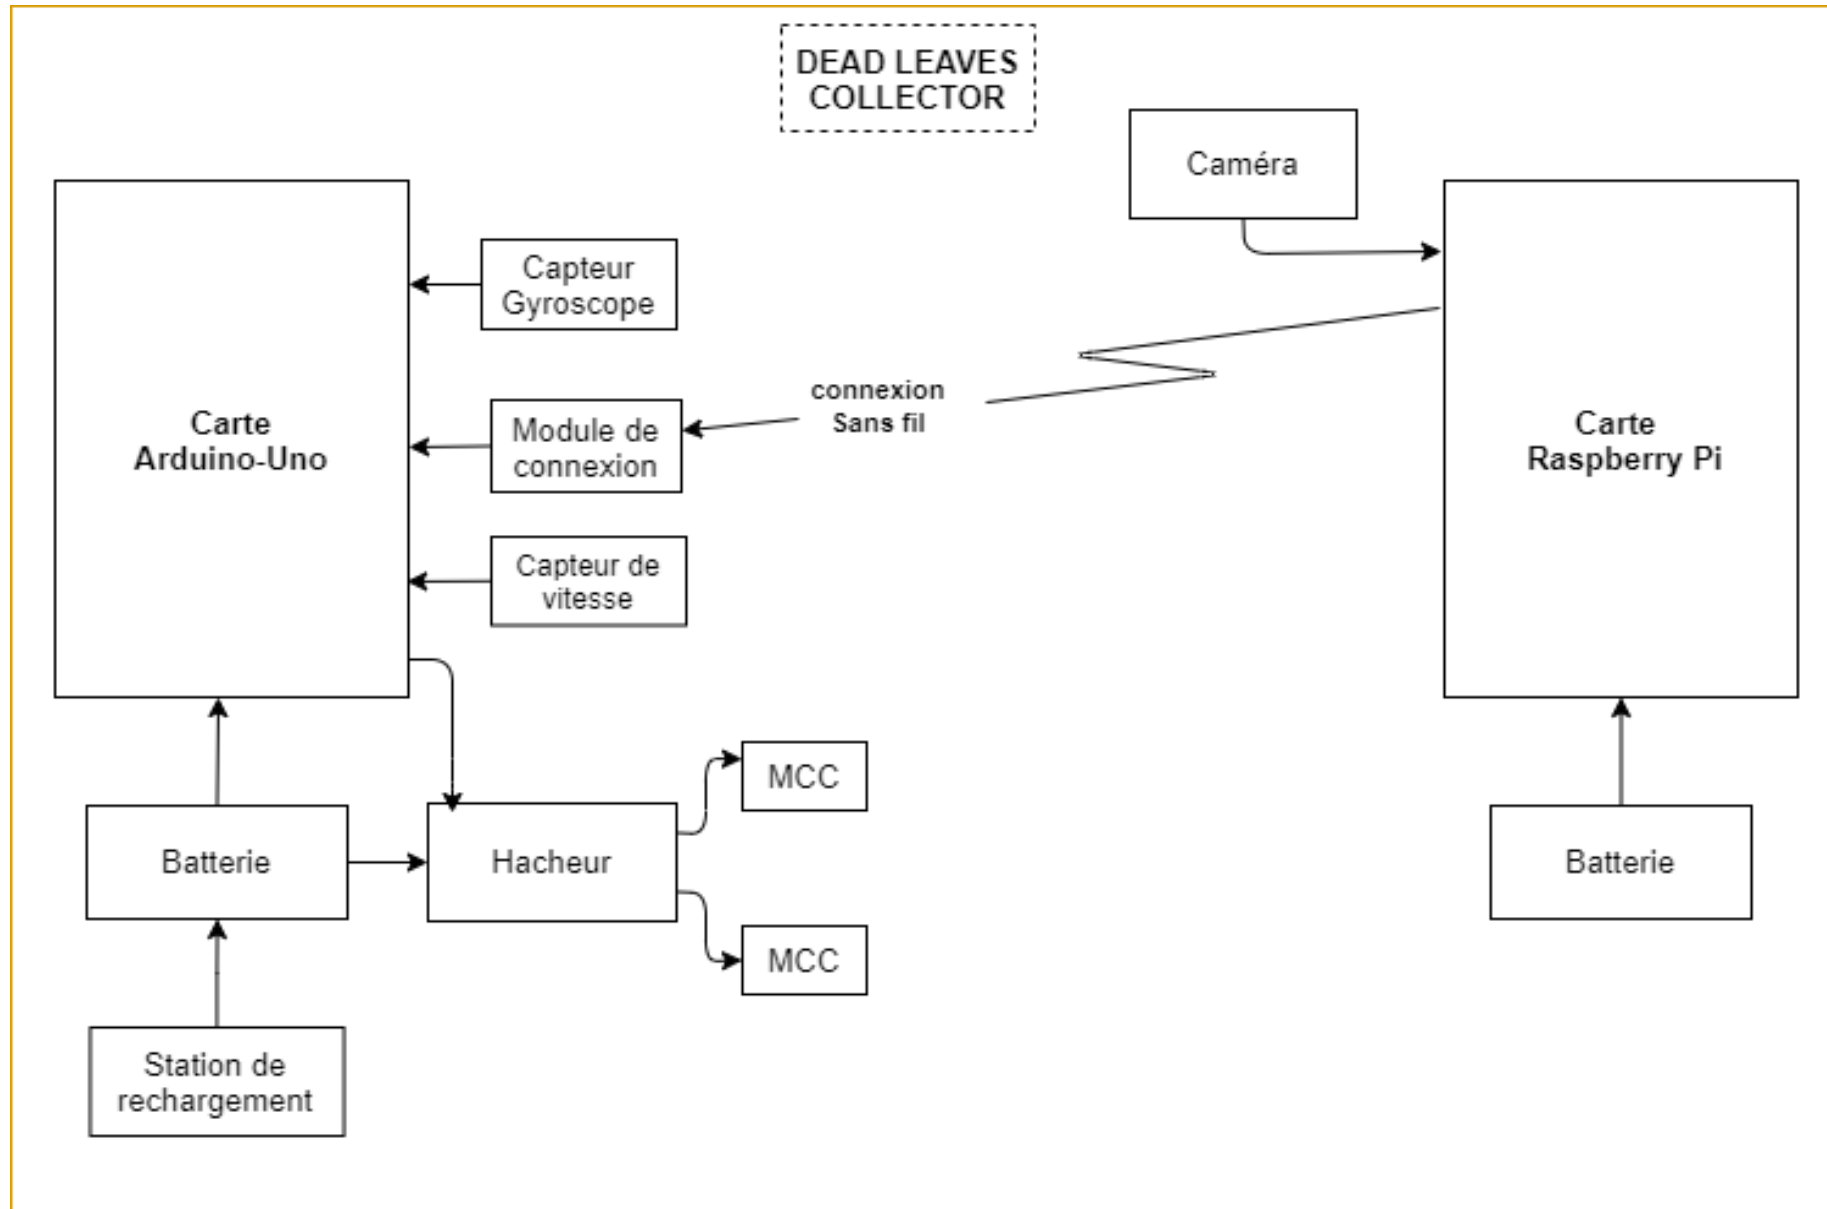 DEAD LEAVES
COLLECTOR
Caméra
Capteur
Gyroscope
connexion
Sans fil
Module de
connexion
Carte
Arduino-Uno
Carte
Raspberry Pi
Capteur de
vitesse
MCC
Batterie
Hacheur
Batterie
MCC
Station de
rechargement